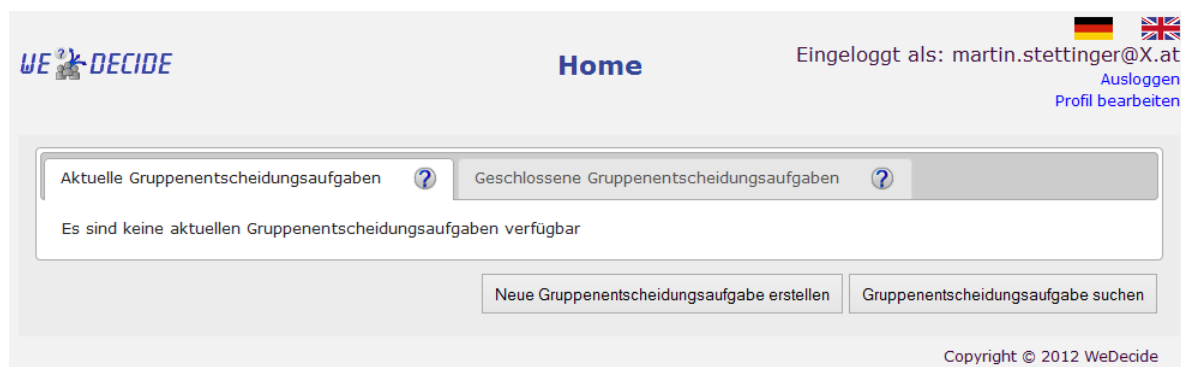 WE DECIDE
Home
Eingeloggt als: martin.stettinger@X.at
Ausloggen
Profil bearbeiten
Aktuelle Gruppenentscheidungsaufgaben ?
Geschlossene Gruppenentscheidungsaufgaben ?
Es sind keine aktuellen Gruppenentscheidungsaufgaben verfügbar
Neue Gruppenentscheidungsaufgabe erstellen
Gruppenentscheidungsaufgabe suchen
Copyright © 2012 WeDecide